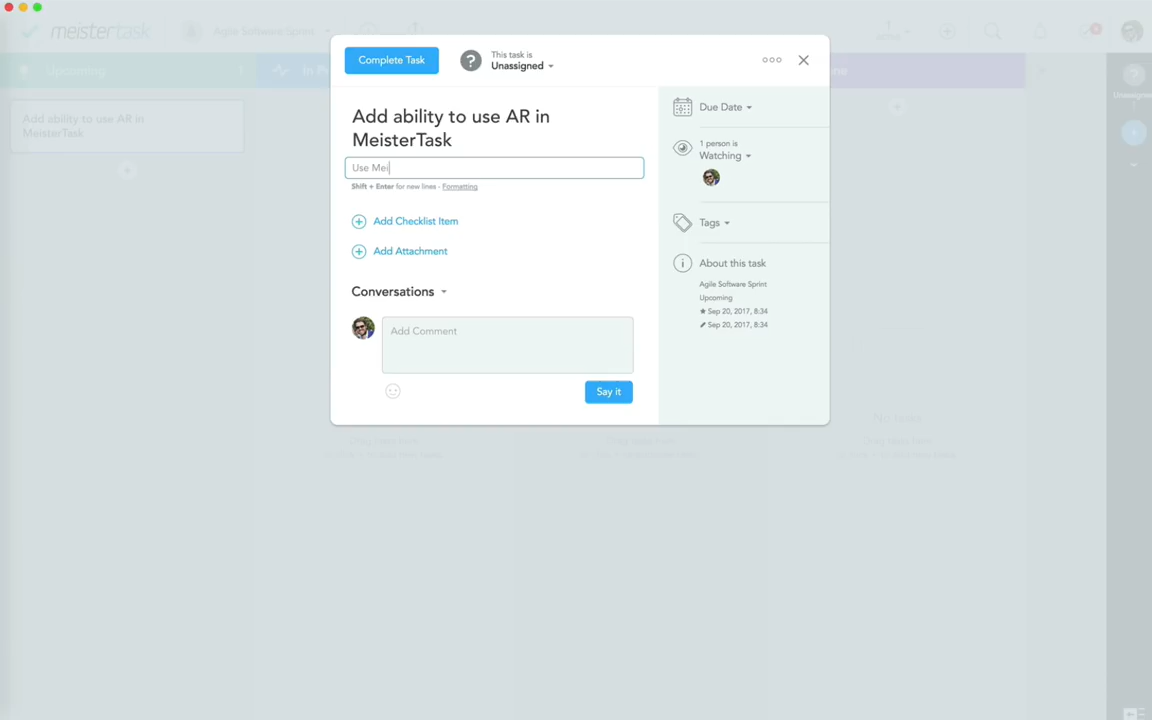 meistertask
Agile Software Sprint
Upcoming
Add ability to use AR in
MeisterTask
Complete Task
?
This task is
Unassigned
Add ability to use AR in
MeisterTask
Use Mei
Shift + Enter for new lines - Formatting
Add Checklist Item
Add Attachment
Conversations
Add Comment
Say it
Due Date
1 person is
Watching
Tags
About this task
Agile Software Sprint
Upcoming
Sep 20, 2017, 8:34
Sep 20, 2017, 8:34
No tasks